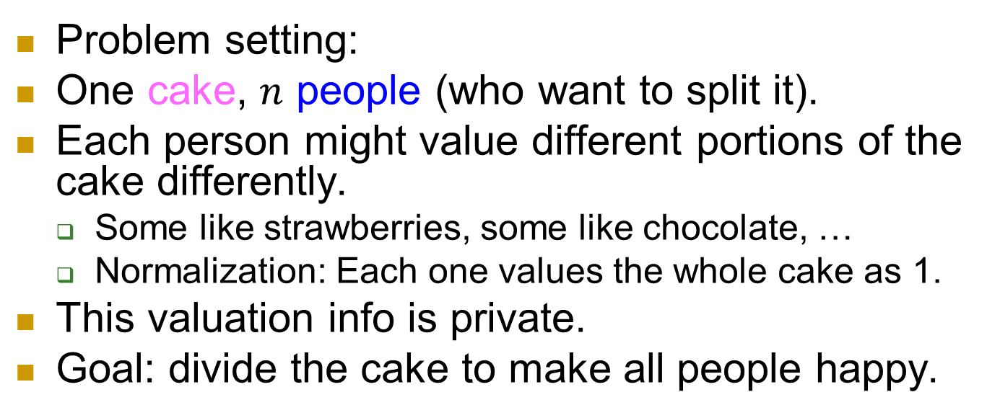 Problem setting:
One cake, n people (who want to split it).
Each person might value different portions of the
cake differently.
Some like strawberries, some like chocolate, …
Normalization: Each one values the whole cake as 1.
This valuation info is private.
Goal: divide the cake to make all people happy.